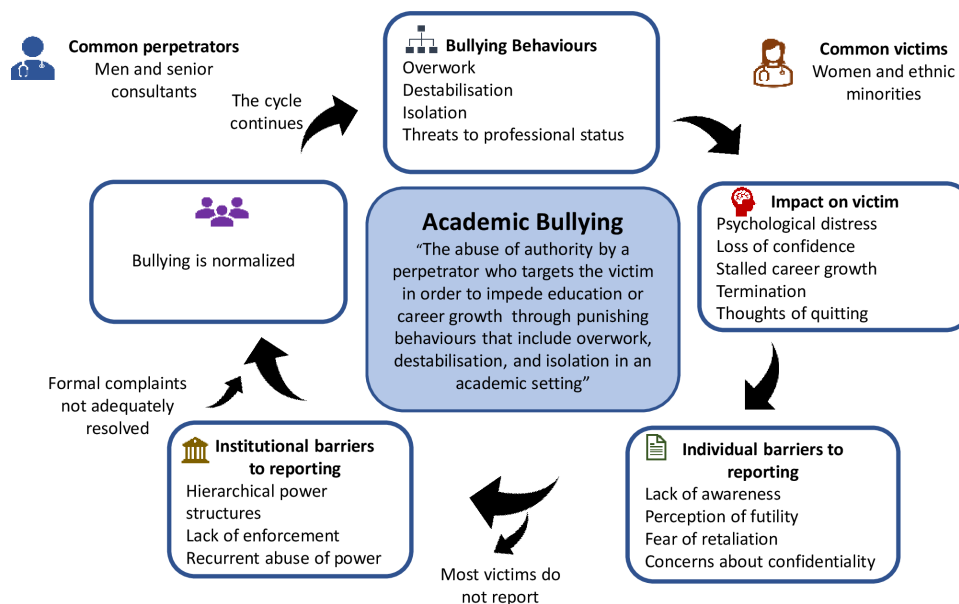 Common perpetrators
Men and senior
consultants
The cycle
continues
Bullying Behaviours
Overwork
Destabilisation
Isolation
Threats to professional status
Common victims
Women and ethnic
minorities
Impact on victim
Psychological distress
Loss of confidence
Stalled career growth
Termination
Thoughts of quitting
Bullying is normalized
Academic Bullying
“The abuse of authority by a
perpetrator who targets the victim
in order to impede education or
career growth through punishing
behaviours that include overwork,
destabilisation, and isolation in an
academic setting”
Individual barriers to
reporting
Lack of awareness
Perception of futility
Fear of retaliation
Concerns about confidentiality
Most victims do
not report
Institutional barriers
to reporting
Hierarchical power
structures
Lack of enforcement
Recurrent abuse of power
Formal complaints
not adequately
resolved